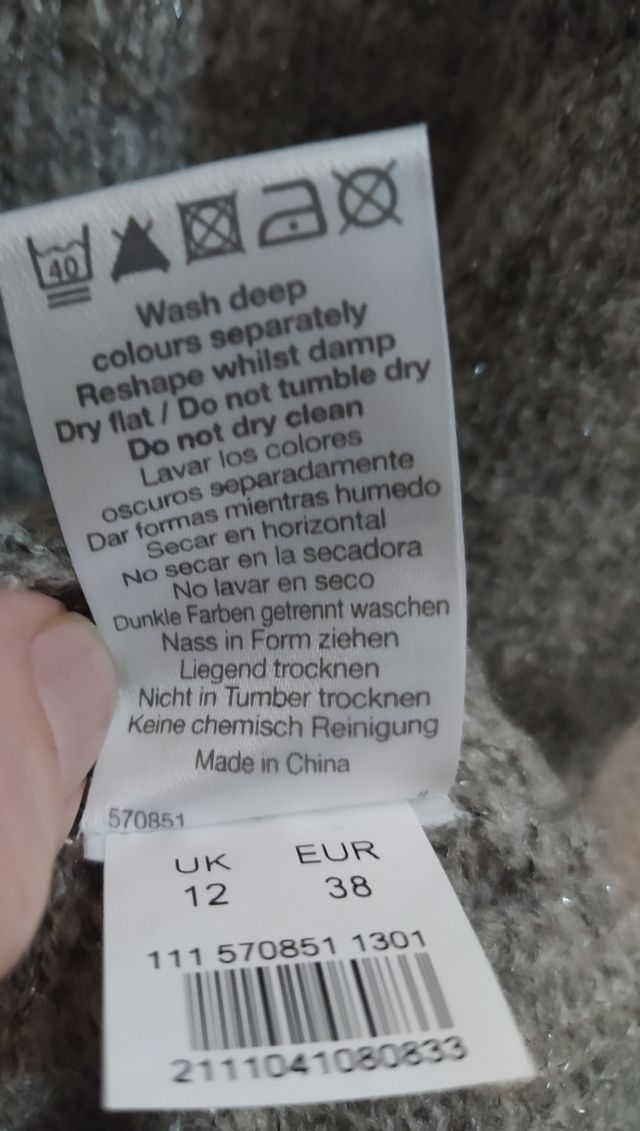 40
Wash deep
colours separately
Reshape whilst damp
Dry flat / Do not tumble dry
Do not dry clean
Lavar los colores
oscuros separadamente
Dar formas mientras humedo
Secar en horizontal
No secar en la secadora
No lavar en seco
Dunkle Farben getrennt waschen
Nass in Form ziehen
Liegend trocknen
Nicht in Tumber trocknen
Keine chemisch Reinigung
Made in China
570851
UK EUR
12 38
111 570851 1301
2111041080833